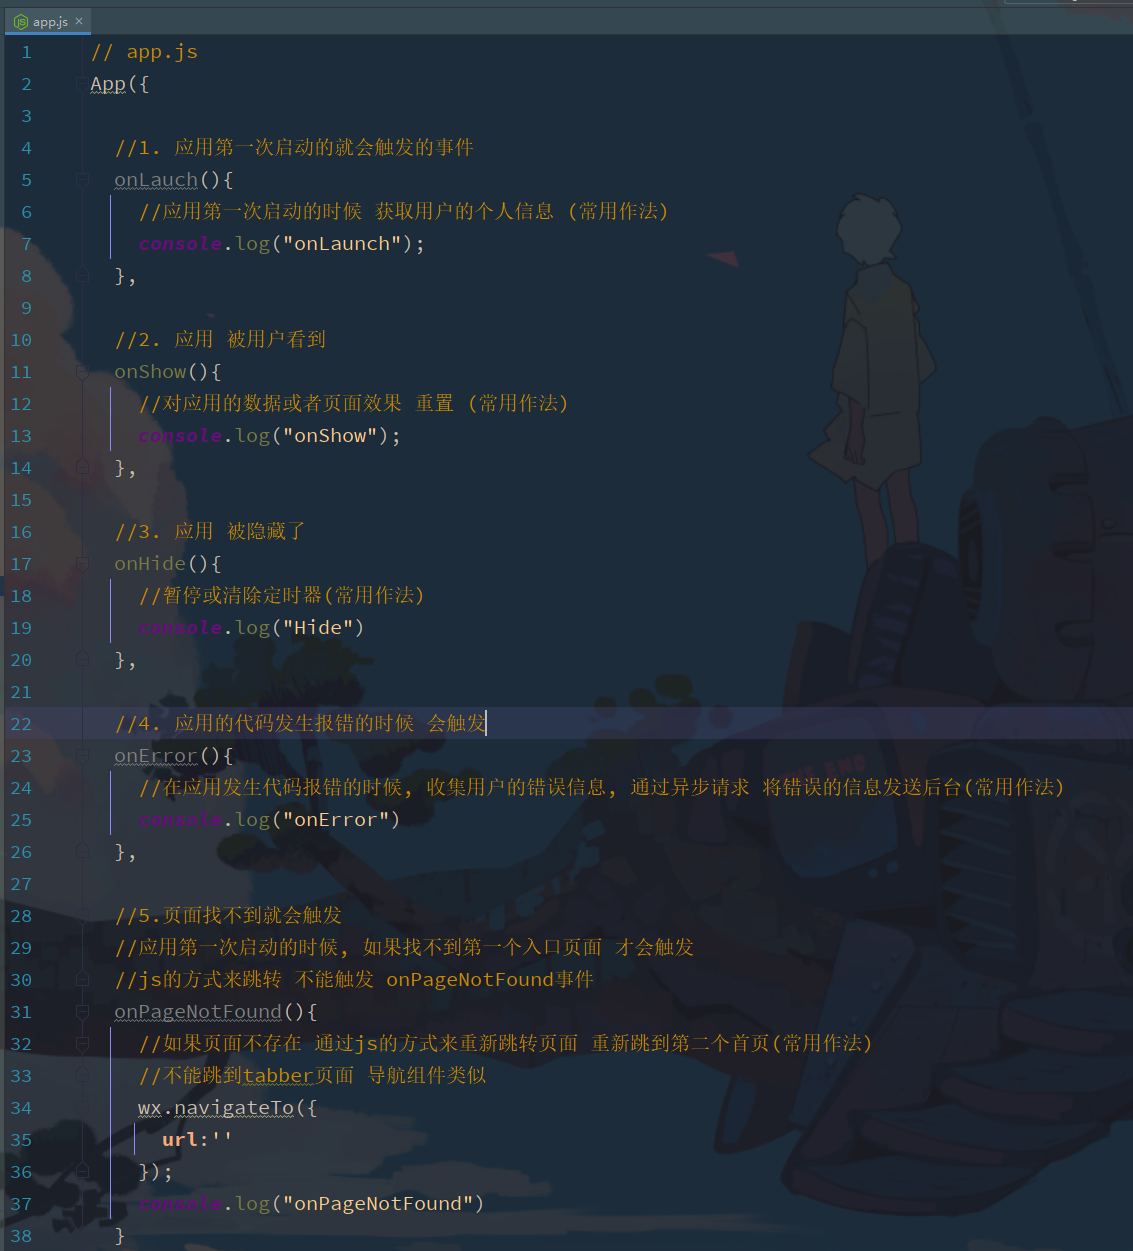 app.js
1 // app.js
2 App({
3
4 //1. 应用第一次启动的就会触发的事件
5 onLauch(){
6 //应用第一次启动的时候 获取用户的个人信息 (常用作法)
7 console.log("onLaunch");
8 },
9
10 //2. 应用 被用户看到
11 onShow(){
12 //对应用的数据或者页面效果 重置 (常用作法)
13 console.log("onShow");
14 },
15
16 //3. 应用 被隐藏了
17 onHide(){
18 //暂停或清除定时器(常用作法)
19 console.log("Hide")
20 },
21
22 //4. 应用的代码发生报错的时候 会触发
23 onError(){
24 //在应用发生代码报错的时候, 收集用户的错误信息, 通过异步请求 将错误的信息发送后台(常用作法)
25 console.log("onError")
26 },
27
28 //5.页面找不到就会触发
29 //应用第一次启动的时候, 如果找不到第一个入口页面 才会触发
30 //js的方式来跳转 不能触发 onPageNotFound事件
31 onPageNotFound(){
32 //如果页面不存在 通过js的方式来重新跳转页面 重新跳到第二个首页(常用作法)
33 //不能跳到tabber页面 导航组件类似
34 wx.navigateTo({
35 url:''
36 });
37 console.log("onPageNotFound")
38 }